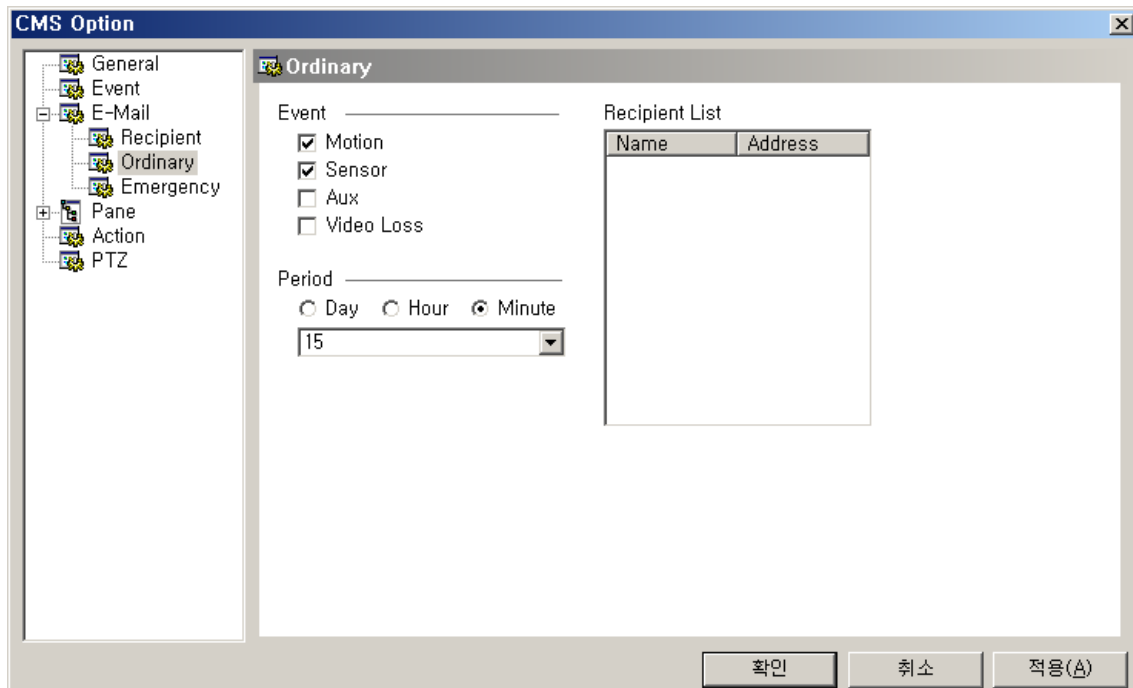 CMS Option
General
Event
E-Mail
Recipient
Ordinary
Emergency
Pane
Action
PTZ
Ordinary
Event
Motion
Sensor
Aux
Video Loss
Period
Day Hour Minute
15
Recipient List
Name Address
확인 취소 적용(A)